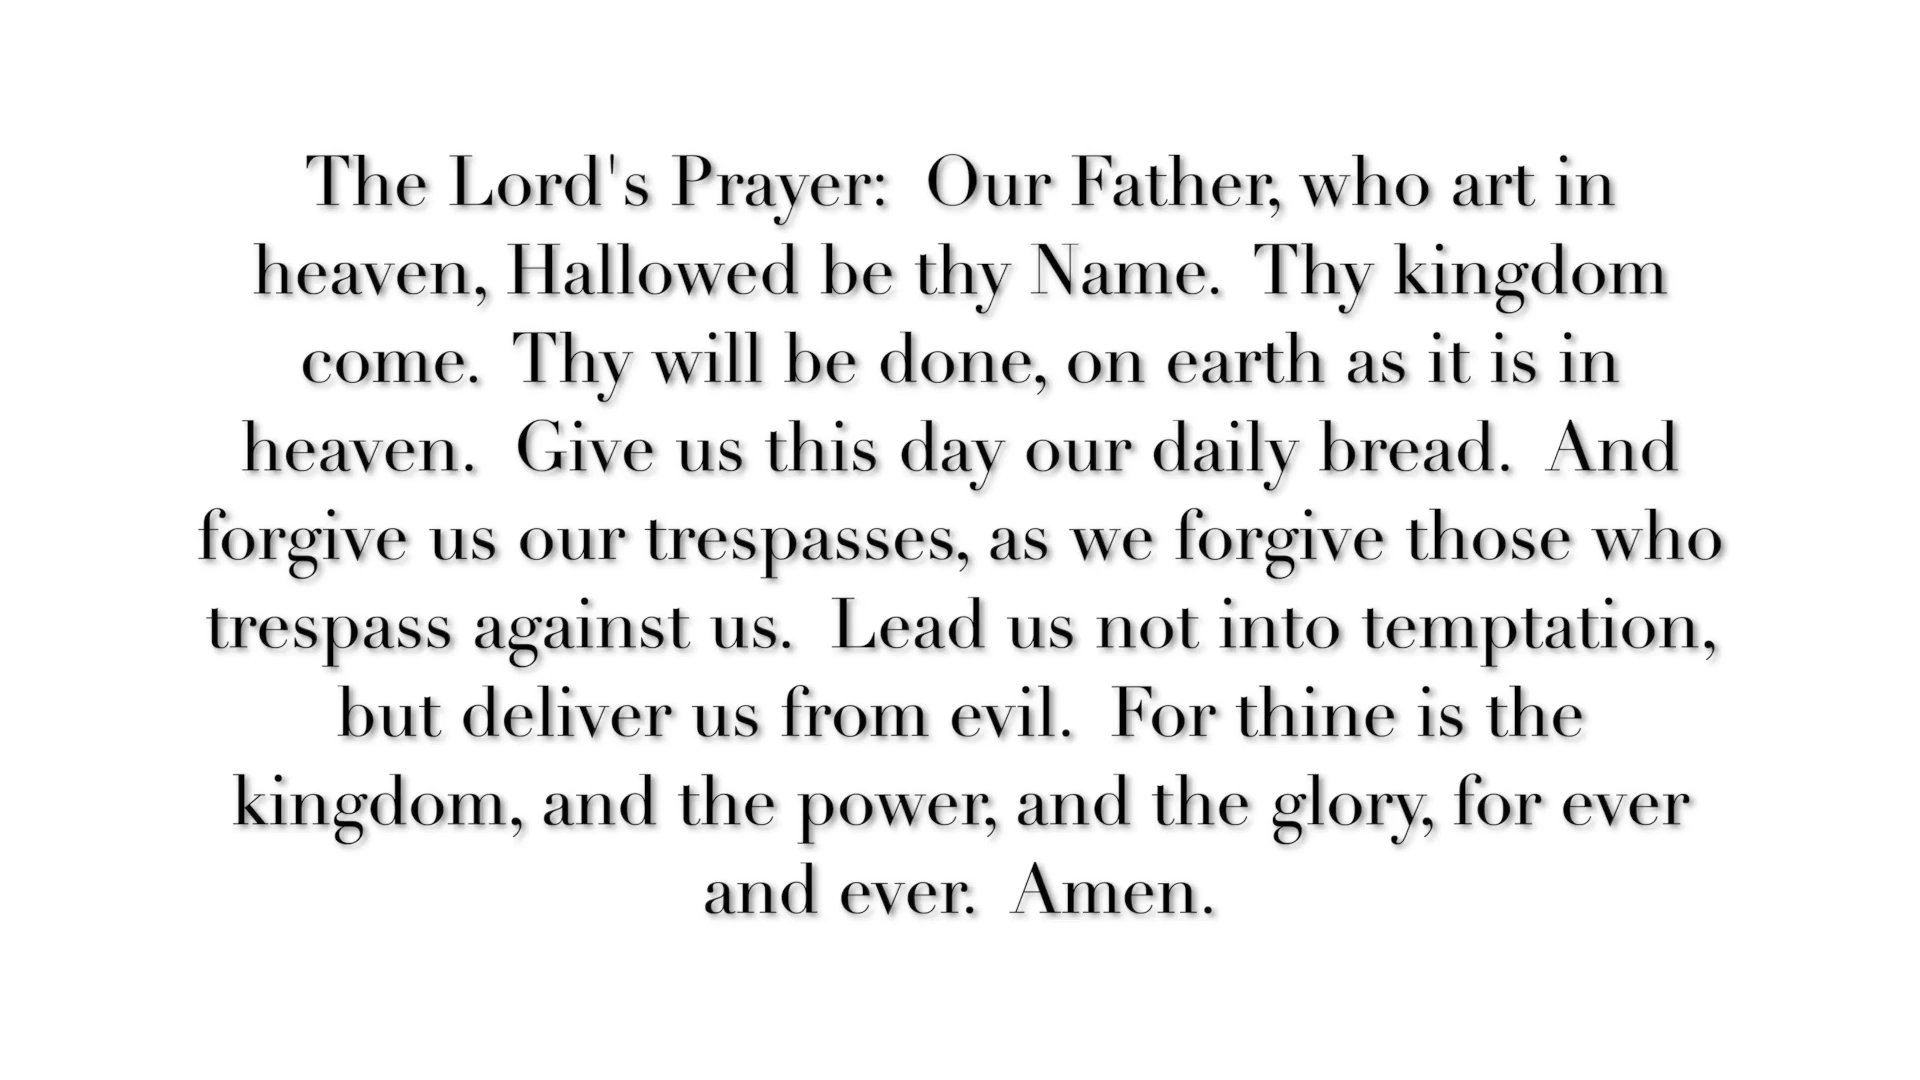 The Lord's Prayer:  Our Father, who art in
heaven, Hallowed be thy Name.  Thy kingdom
come.  Thy will be done, on earth as it is in
heaven.  Give us this day our daily bread.  And
forgive us our trespasses, as we forgive those who
trespass against us.  Lead us not into temptation,
but deliver us from evil.  For thine is the
kingdom, and the power, and the glory, for ever
and ever.  Amen.